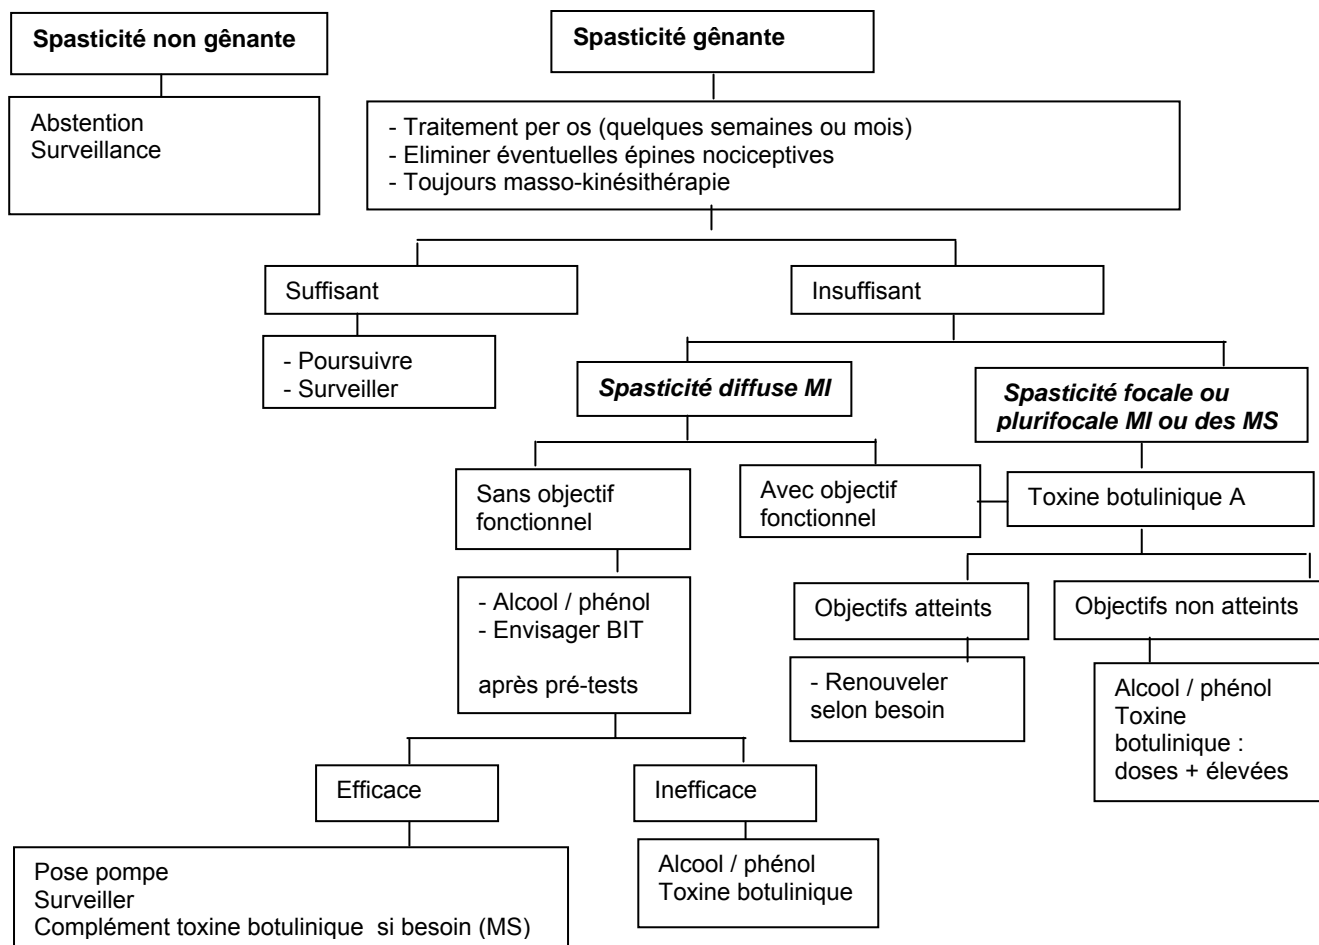 Spasticité non gênante
Spasticité gênante
Abstention
Surveillance
- Traitement per os (quelques semaines ou mois)
- Eliminer éventuelles épines nociceptives
- Toujours masso-kinésithérapie
Suffisant
Insuffisant
- Poursuivre
- Surveiller
Spasticité diffuse MI
Spasticité focale ou
plurifocale MI ou des MS
Sans objectif
fonctionnel
Avec objectif
fonctionnel
Toxine botulinique A
- Alcool / phénol
- Envisager BIT
après pré-tests
Objectifs atteints
Objectifs non atteints
- Renouveler
selon besoin
Alcool / phénol
Toxine
botulinique :
doses + élevées
Efficace
Inefficace
Pose pompe
Surveiller
Complément toxine botulinique si besoin (MS)
Alcool / phénol
Toxine botulinique